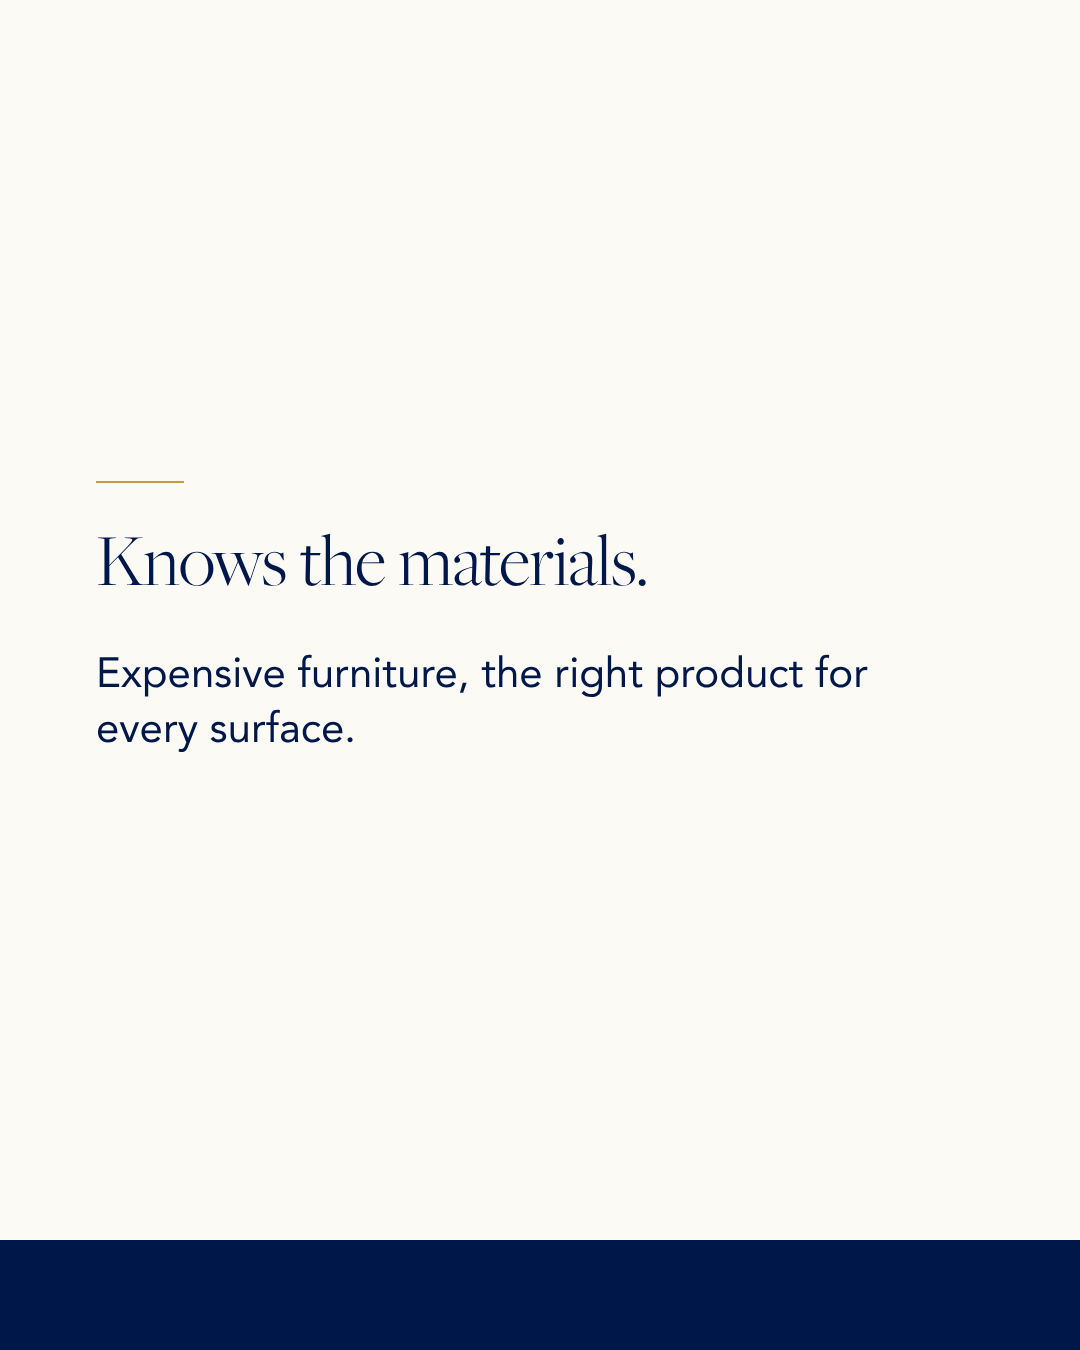 Knows the materials.
Expensive furniture, the right product for
every surface.